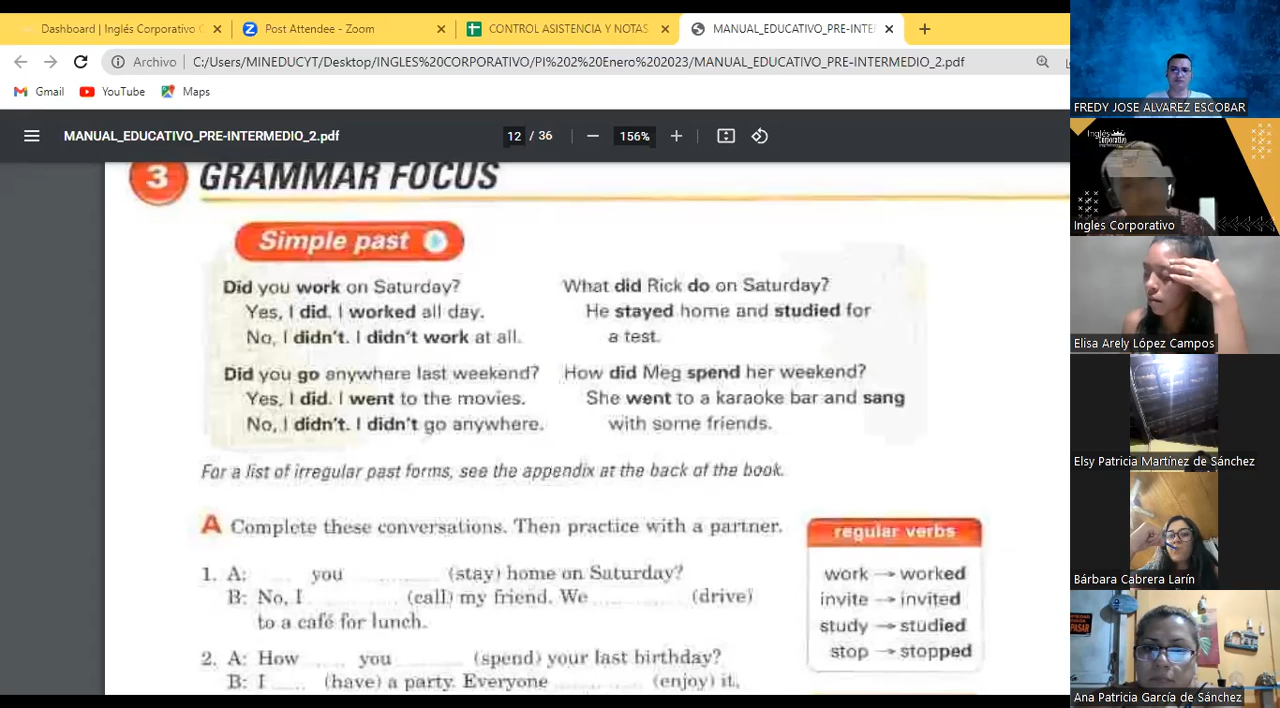 Dashboard | Inglés Corporativo C
Post Attendee - Zoom
CONTROL ASISTENCIA Y NOTAS
MANUAL_EDUCATIVO_PRE-INTER
Archivo
C:/Users/MINEDUCYT/Desktop/INGLES%20CORPORATIVO/PI%202%20Enero%202023/MANUAL_EDUCATIVO_PRE-INTERMEDIO_2.pdf
Gmail
YouTube
Maps
MANUAL_EDUCATIVO_PRE-INTERMEDIO_2.pdf
12 / 36
156%
3 GRAMMAR FOCUS
Simple past
Did you work on Saturday?
Yes, I did. I worked all day.
No, I didn't. I didn't work at all.
Did you go anywhere last weekend?
Yes, I did. I went to the movies.
No, I didn't. I didn't go anywhere.
What did Rick do on Saturday?
He stayed home and studied for
a test.
How did Meg spend her weekend?
She went to a karaoke bar and sang
with some friends.
For a list of irregular past forms, see the appendix at the back of the book.
A Complete these conversations. Then practice with a partner.
1. A: you (stay) home on Saturday?
B: No, I (call) my friend. We (drive)
to a café for lunch.
2. A: How you (spend) your last birthday?
B: I (have) a party. Everyone (enjoy) it,
regular verbs
work → worked
invite → invited
study → studied
stop → stopped
FREDY JOSE ALVAREZ ESCOBAR
Inglés
Corporativo
Ingles Corporativo
Elisa Arely López Campos
Elsy Patricia Martínez de Sánchez
Bárbara Cabrera Larín
PASAR
Ana Patricia García de Sánchez